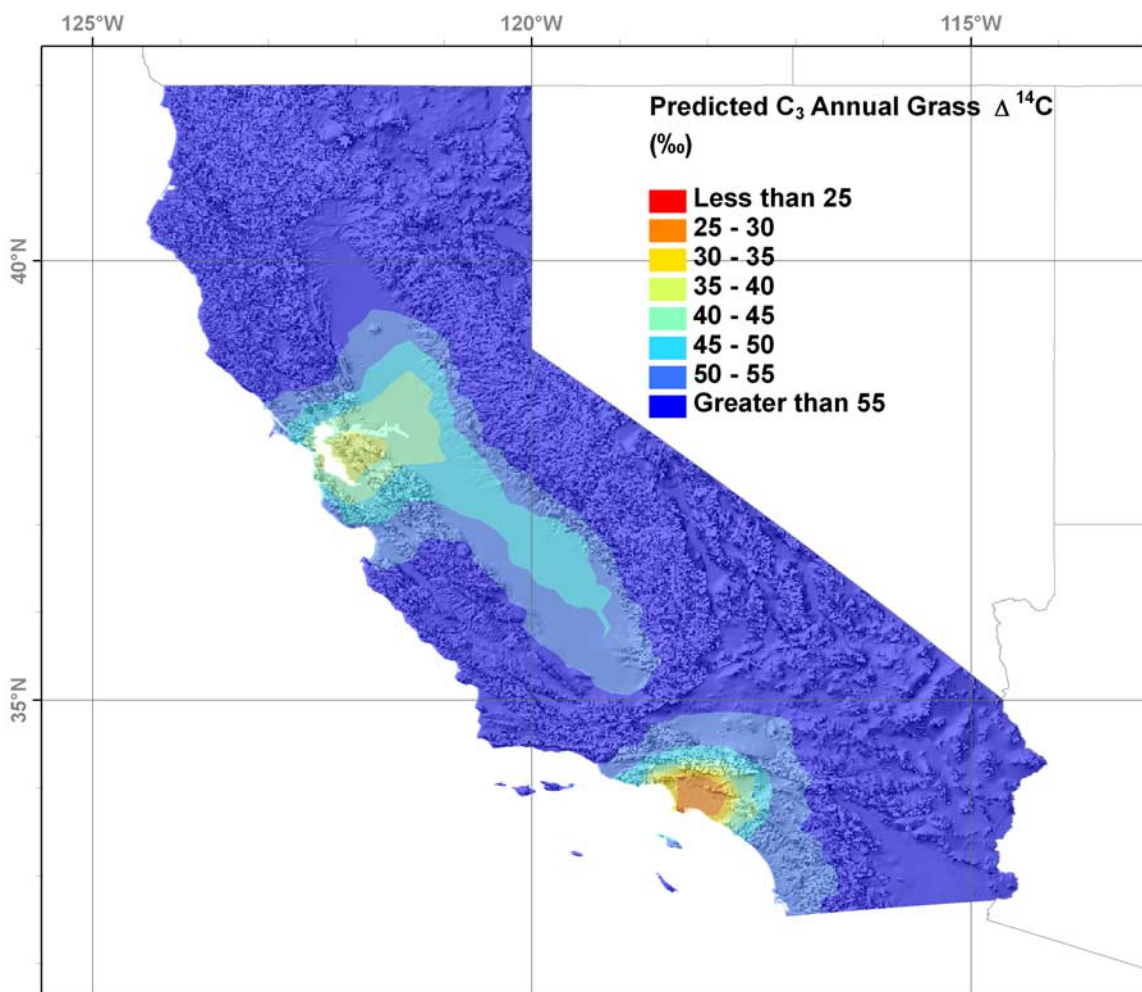 125°W 120°W 115°W
Predicted C₃ Annual Grass Δ ¹⁴C
(‰)
Less than 25
25 - 30
30 - 35
35 - 40
40 - 45
45 - 50
50 - 55
Greater than 55
40°N
35°N